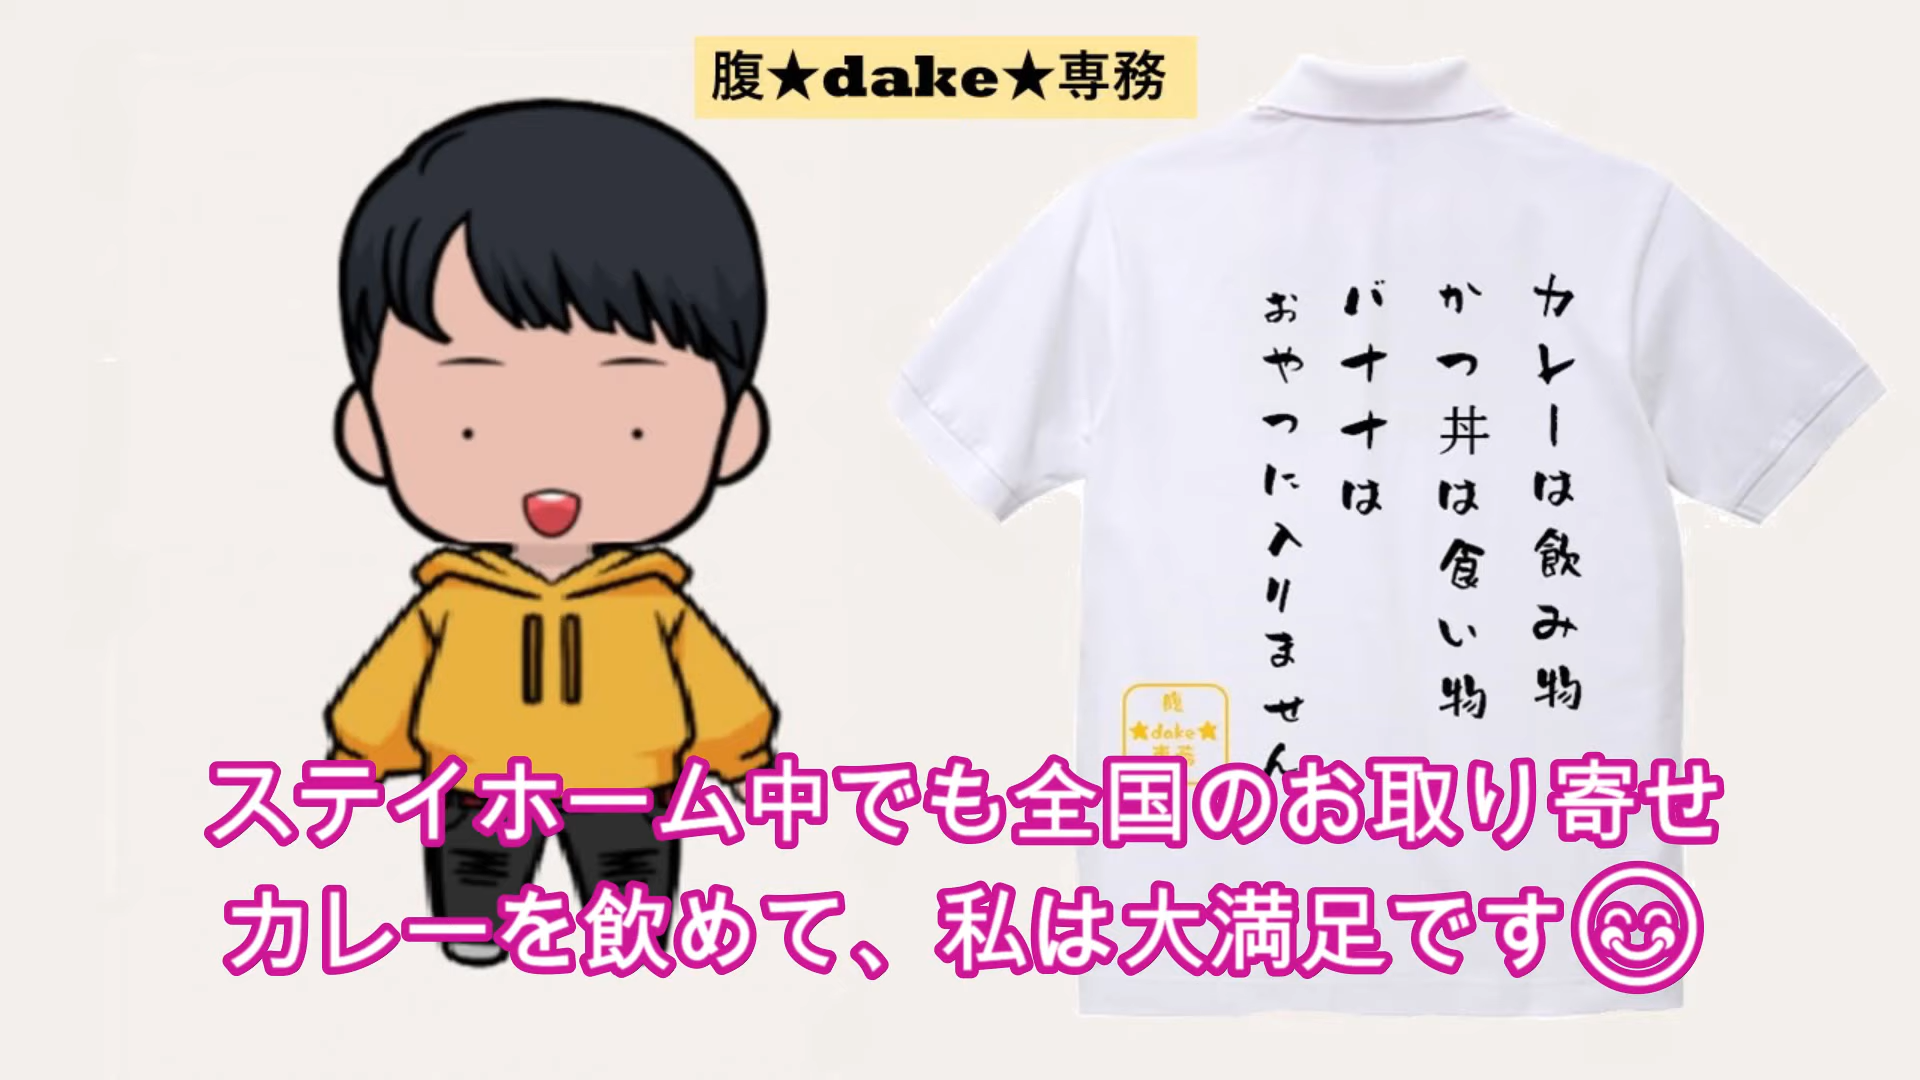 腹★dake★専務
カレーは飲み物
かつ丼は食い物
バナナは
おやつに入りません
腹
★dake★
専務
ステイホーム中でも全国のお取り寄せ
カレーを飲めて、私は大満足です😊